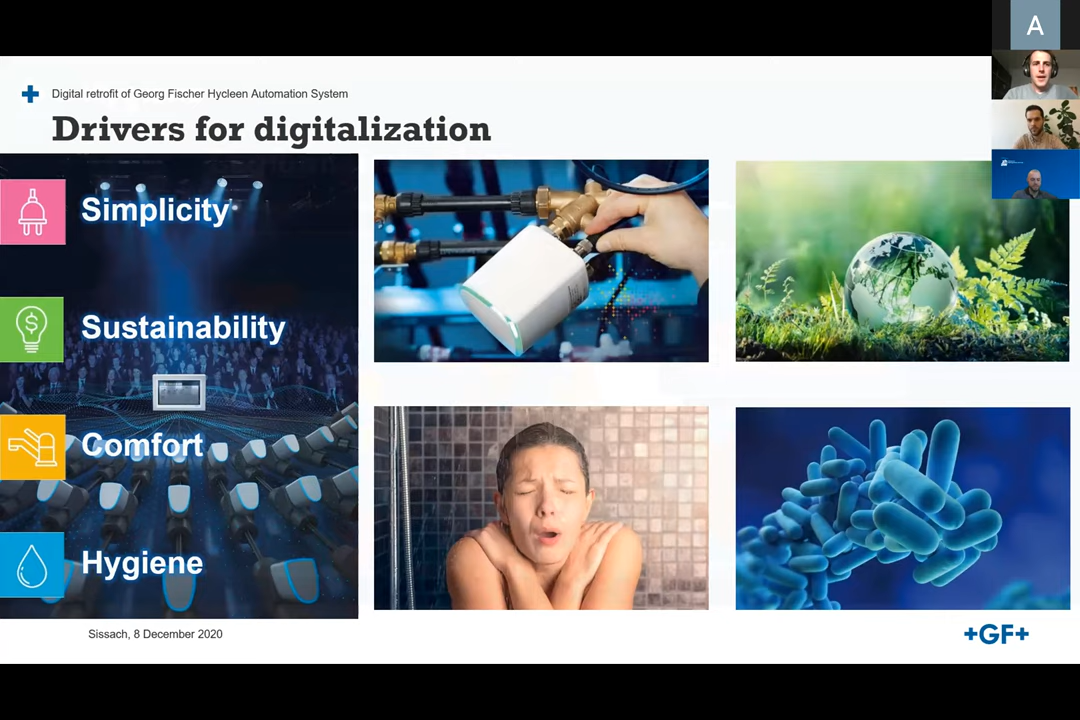 A
Digital retrofit of Georg Fischer Hycleen Automation System
Drivers for digitalization
Simplicity
Sustainability
Comfort
Hygiene
Sissach, 8 December 2020
+GF+